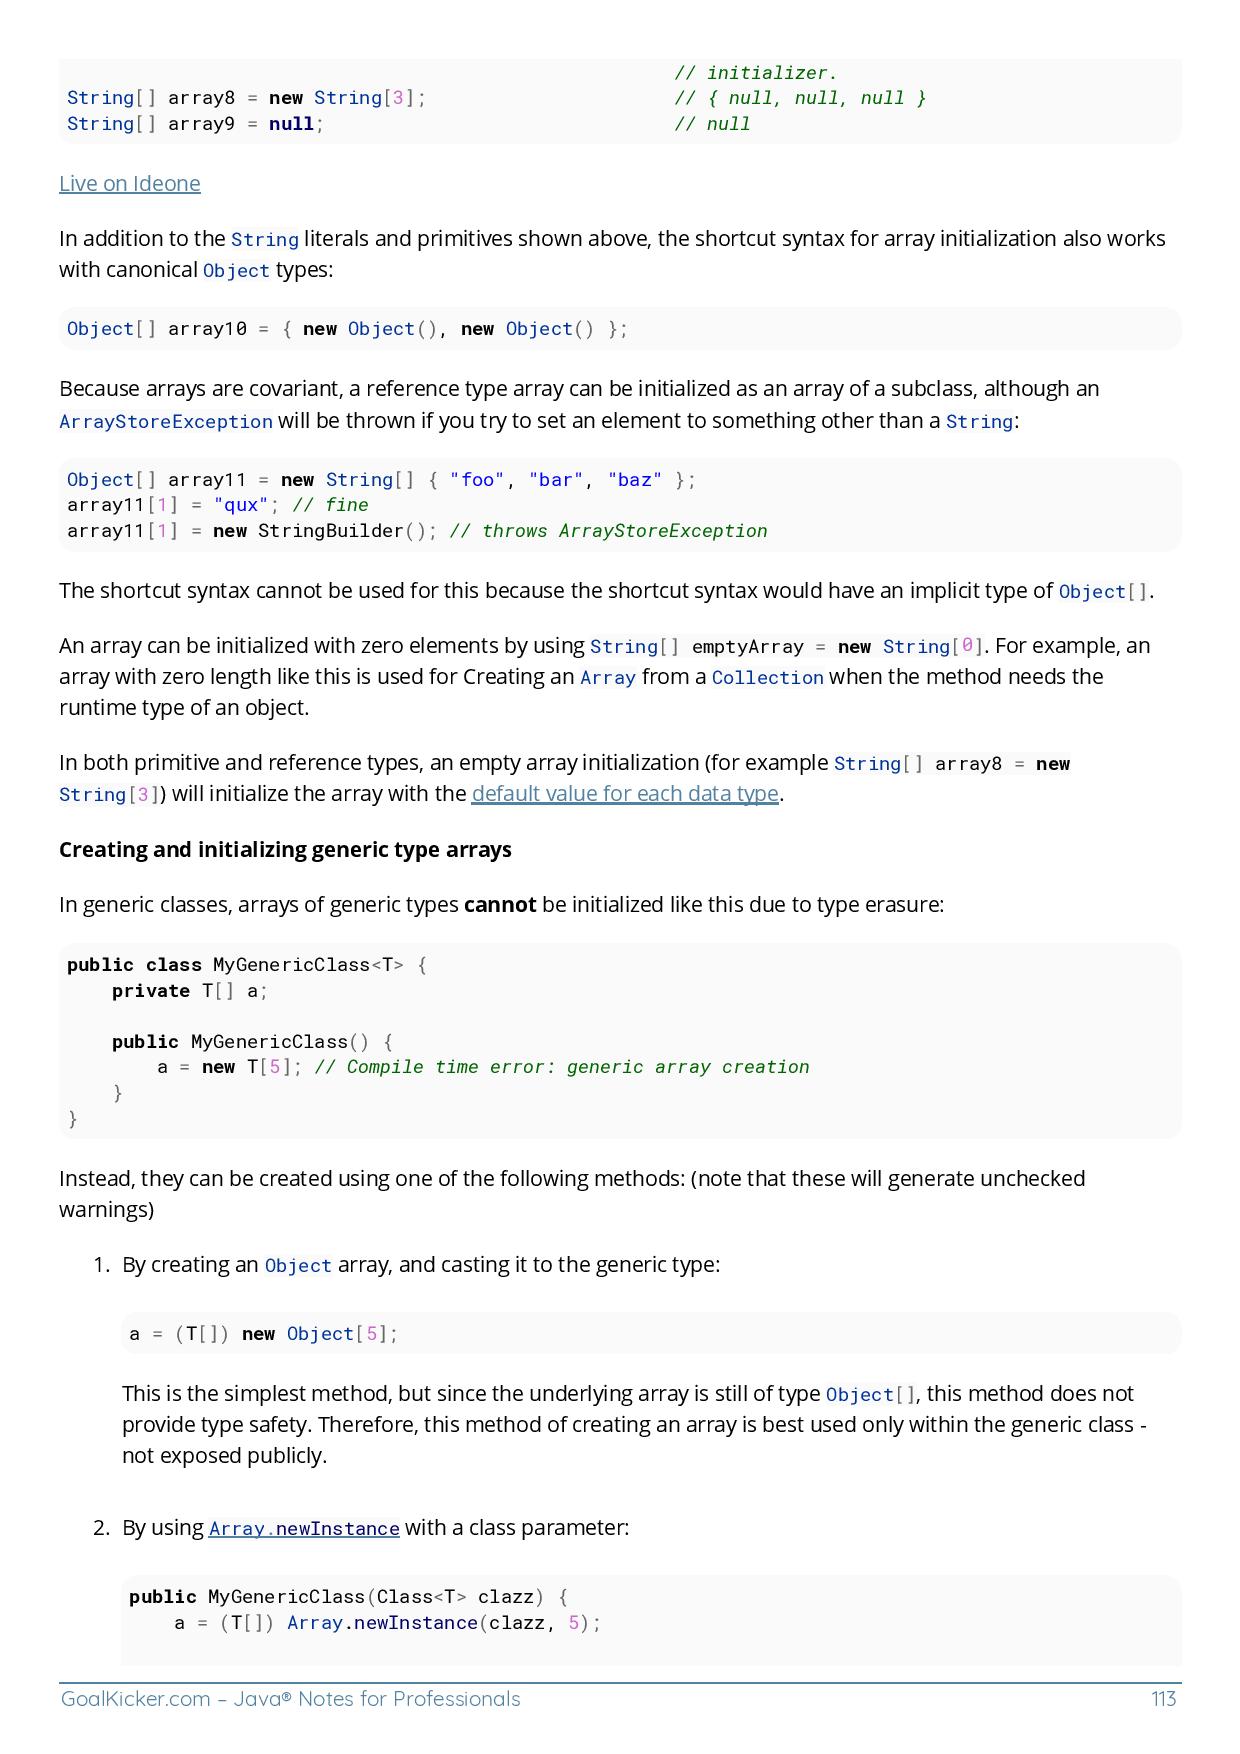 // initializer.
String[] array8 = new String[3]; // { null, null, null }
String[] array9 = null; // null
Live on Ideone
In addition to the String literals and primitives shown above, the shortcut syntax for array initialization also works
with canonical Object types:
Object[] array10 = { new Object(), new Object() };
Because arrays are covariant, a reference type array can be initialized as an array of a subclass, although an
ArrayStoreException will be thrown if you try to set an element to something other than a String:
Object[] array11 = new String[] { "foo", "bar", "baz" };
array11[1] = "qux"; // fine
array11[1] = new StringBuilder(); // throws ArrayStoreException
The shortcut syntax cannot be used for this because the shortcut syntax would have an implicit type of Object[].
An array can be initialized with zero elements by using String[] emptyArray = new String[0]. For example, an
array with zero length like this is used for Creating an Array from a Collection when the method needs the
runtime type of an object.
In both primitive and reference types, an empty array initialization (for example String[] array8 = new
String[3]) will initialize the array with the default value for each data type.
Creating and initializing generic type arrays
In generic classes, arrays of generic types cannot be initialized like this due to type erasure:
public class MyGenericClass<T> {
    private T[] a;
    public MyGenericClass() {
        a = new T[5]; // Compile time error: generic array creation
    }
}
Instead, they can be created using one of the following methods: (note that these will generate unchecked
warnings)
1. By creating an Object array, and casting it to the generic type:
a = (T[]) new Object[5];
This is the simplest method, but since the underlying array is still of type Object[], this method does not
provide type safety. Therefore, this method of creating an array is best used only within the generic class -
not exposed publicly.
2. By using Array.newInstance with a class parameter:
public MyGenericClass(Class<T> clazz) {
    a = (T[]) Array.newInstance(clazz, 5);
GoalKicker.com – Java® Notes for Professionals 113